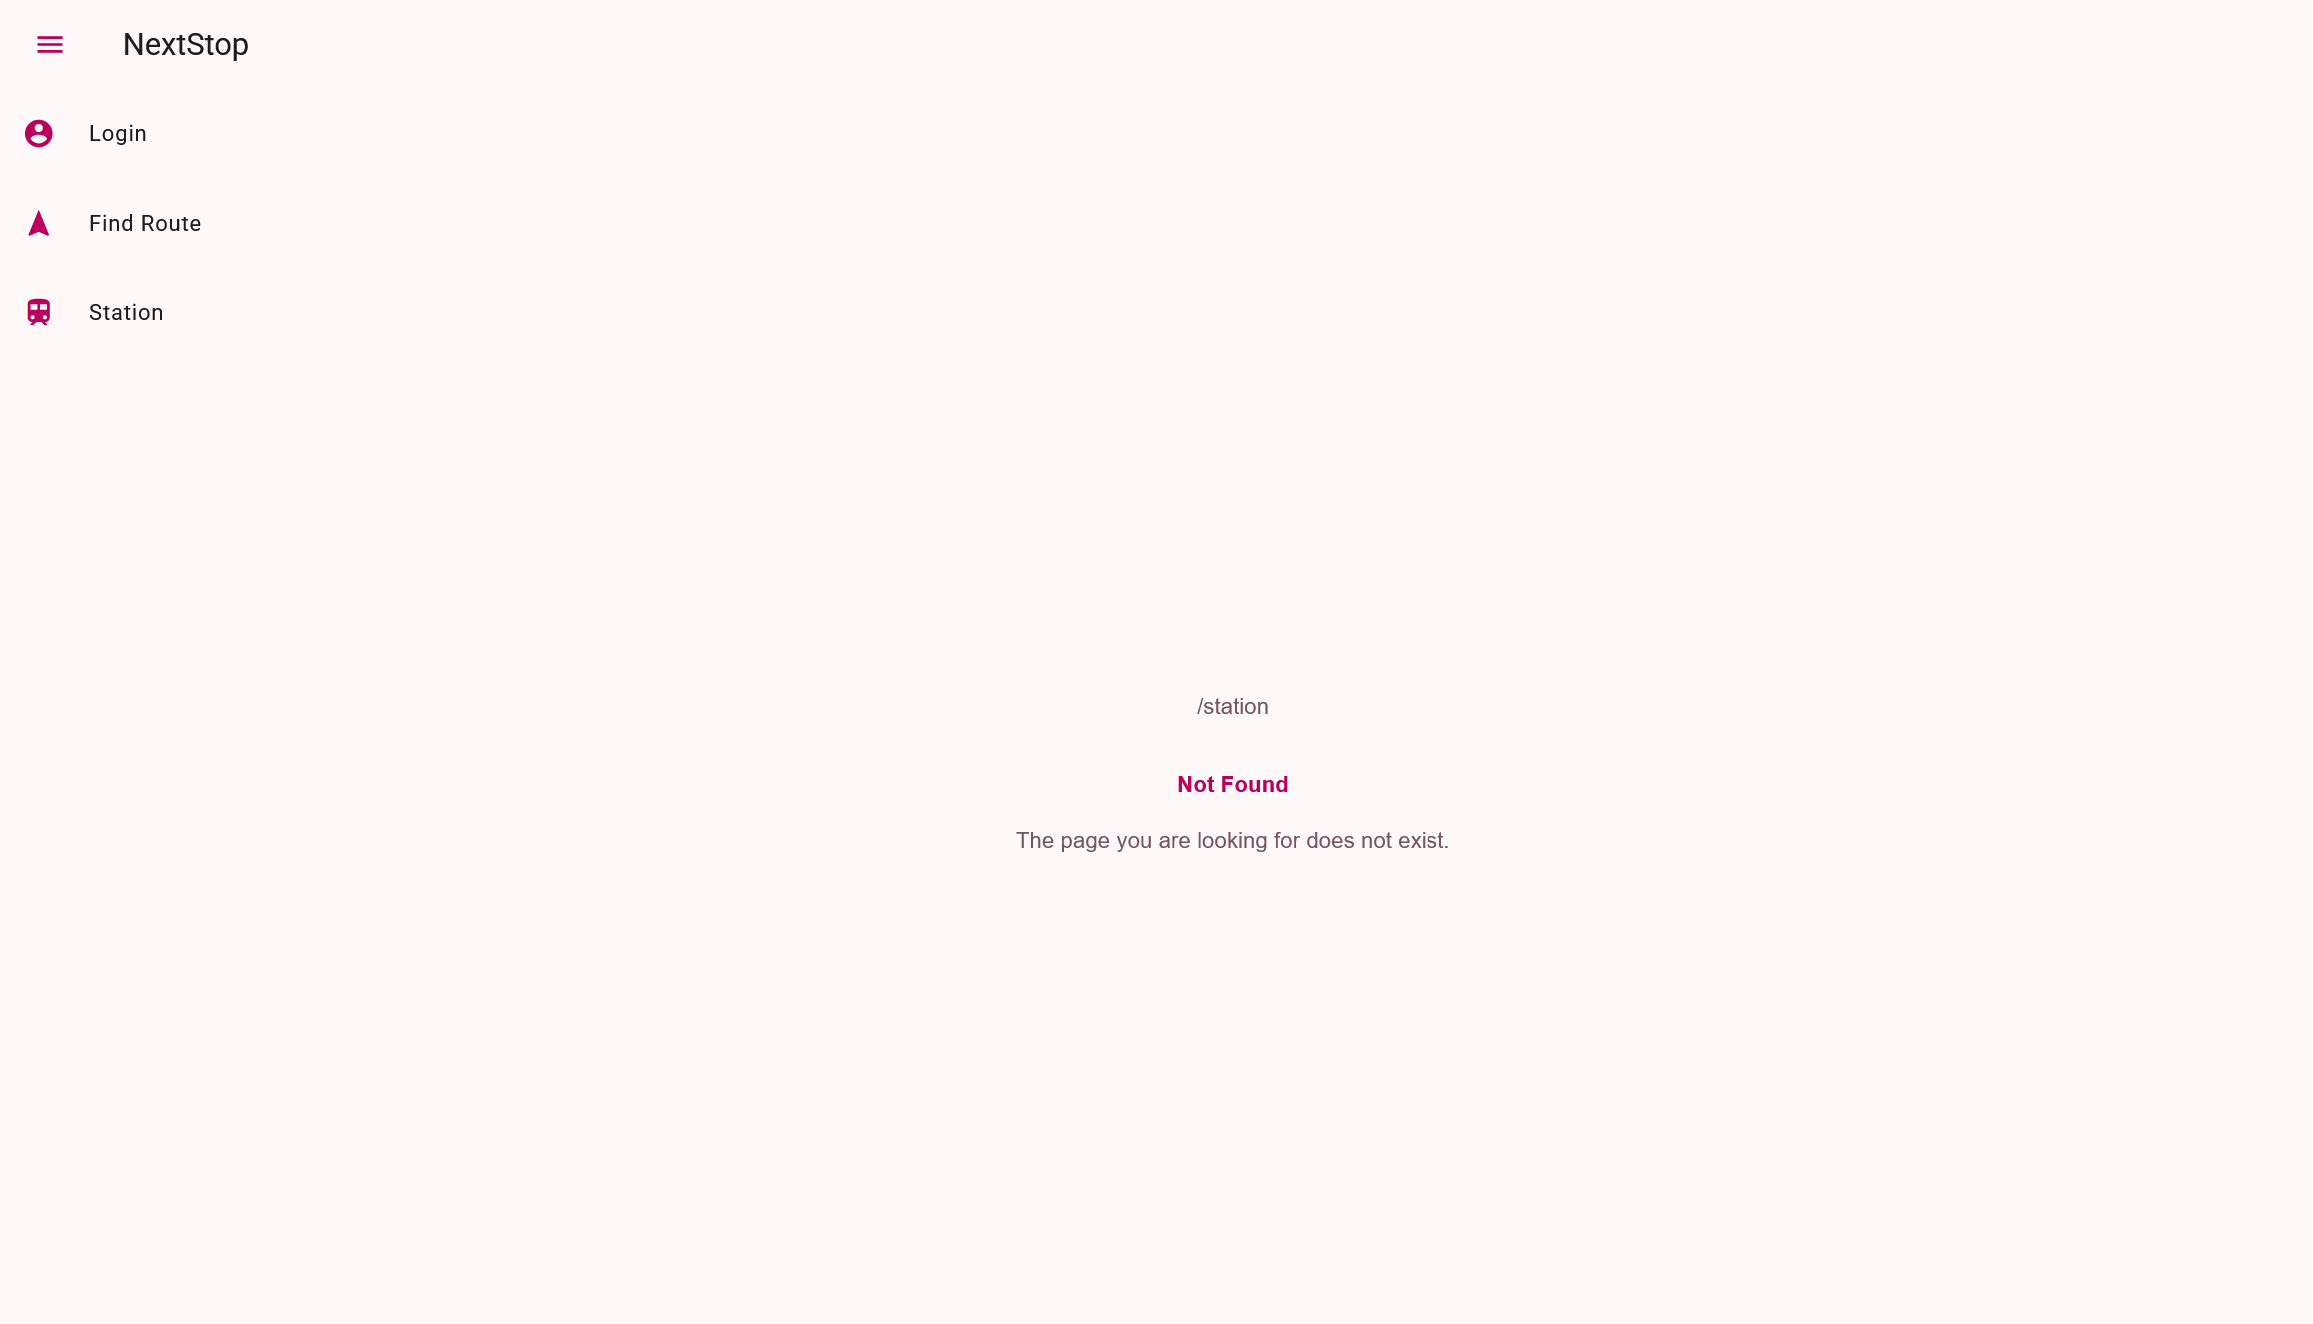 NextStop
Login
Find Route
Station
/station
Not Found
The page you are looking for does not exist.